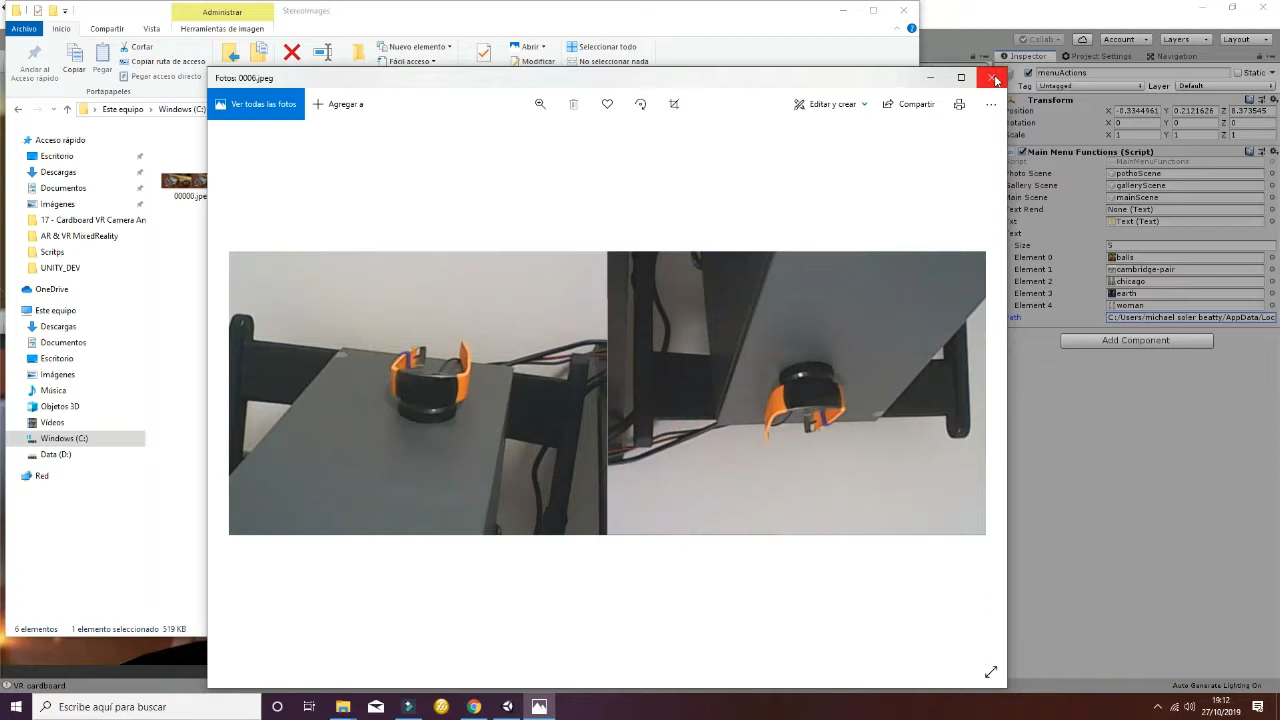 Administrar
StereoImages
Archivo
Inicio
Compartir
Vista
Herramientas de imagen
Anclar al
Acceso rápido
Copiar
Pegar
Cortar
Copiar ruta de acceso
Pegar acceso directo
Portapapeles
Nuevo elemento
Fácil acceso
Abrir
Modificar
Seleccionar todo
No seleccionar nada
Este equipo
Windows (C:)
Acceso rápido
Escritorio
Descargas
Documentos
Imágenes
17 - Cardboard VR Camera An
AR & VR MixedReality
Scritps
UNITY_DEV
OneDrive
Este equipo
Descargas
Documentos
Escritorio
Imágenes
Música
Objetos 3D
Vídeos
Windows (C:)
Data (D:)
Red
00000.jpe
6 elementos
1 elemento seleccionado 519 KB
Fotos: 0006.jpeg
Ver todas las fotos
Agregar a
Editar y crear
Compartir
Collab
Account
Layers
Layout
Inspector
Project Settings
Navigation
menuActions
Static
Tag Untagged
Layer Default
Transform
Position X -0.3344961 Y 0.2121626 Z 8.373545
Rotation X 0 Y 0 Z 0
Scale X 1 Y 1 Z 1
Main Menu Functions (Script)
Script MainMenuFunctions
Photo Scene pothoScene
Gallery Scene galleryScene
Main Scene mainScene
Text Rend None (Text)
Txt Text (Text)
Text
Size 5
Element 0 balls
Element 1 cambridge-pair
Element 2 chicago
Element 3 earth
Element 4 woman
Path C:/Users/michael soler beatty/AppData/Loc
Add Component
VR cardboard
Auto Generate Lighting On
Escribe aquí para buscar
19:12
27/10/2019